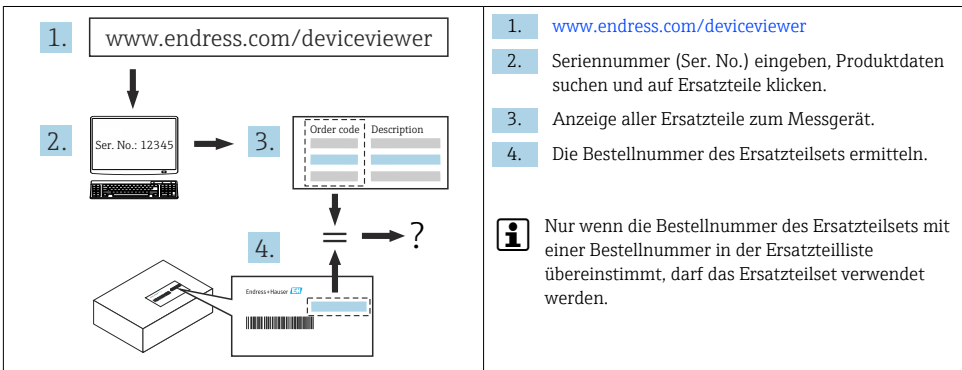 1.
www.endress.com/deviceviewer
2.
Ser. No.: 12345
3.
Order code
Description
=
?
4.
Endress+Hauser EH
1. www.endress.com/deviceviewer
2. Seriennummer (Ser. No.) eingeben, Produktdaten
suchen und auf Ersatzteile klicken.
3. Anzeige aller Ersatzteile zum Messgerät.
4. Die Bestellnummer des Ersatzteilsets ermitteln.
Nur wenn die Bestellnummer des Ersatzteilsets mit
einer Bestellnummer in der Ersatzteilliste
übereinstimmt, darf das Ersatzteilset verwendet
werden.